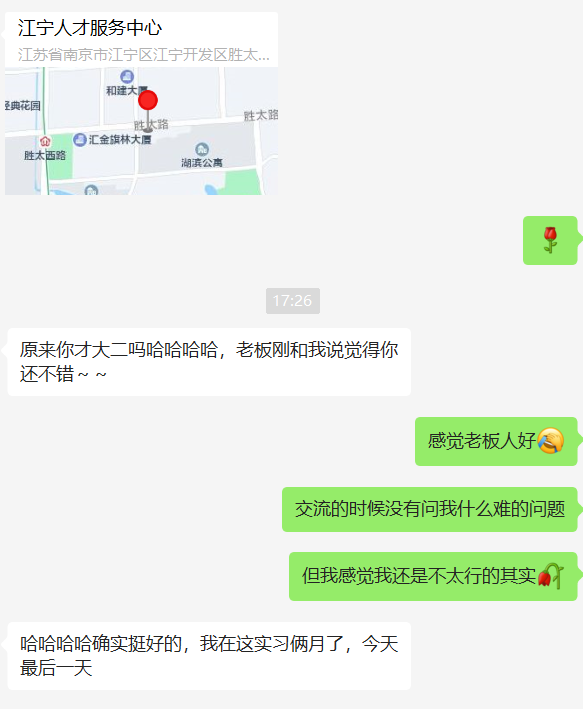 江宁人才服务中心
江苏省南京市江宁区江宁开发区胜太...
和建大厦
经典花园
胜太路
胜太路
汇金旗林大厦
胜太西路
湖滨公寓
17:26
原来你才大二吗哈哈哈哈，老板刚和我说觉得你
还不错～～
感觉老板人好
交流的时候没有问我什么难的问题
但我感觉我还是不太行的其实
哈哈哈哈确实挺好的，我在这实习俩月了，今天
最后一天